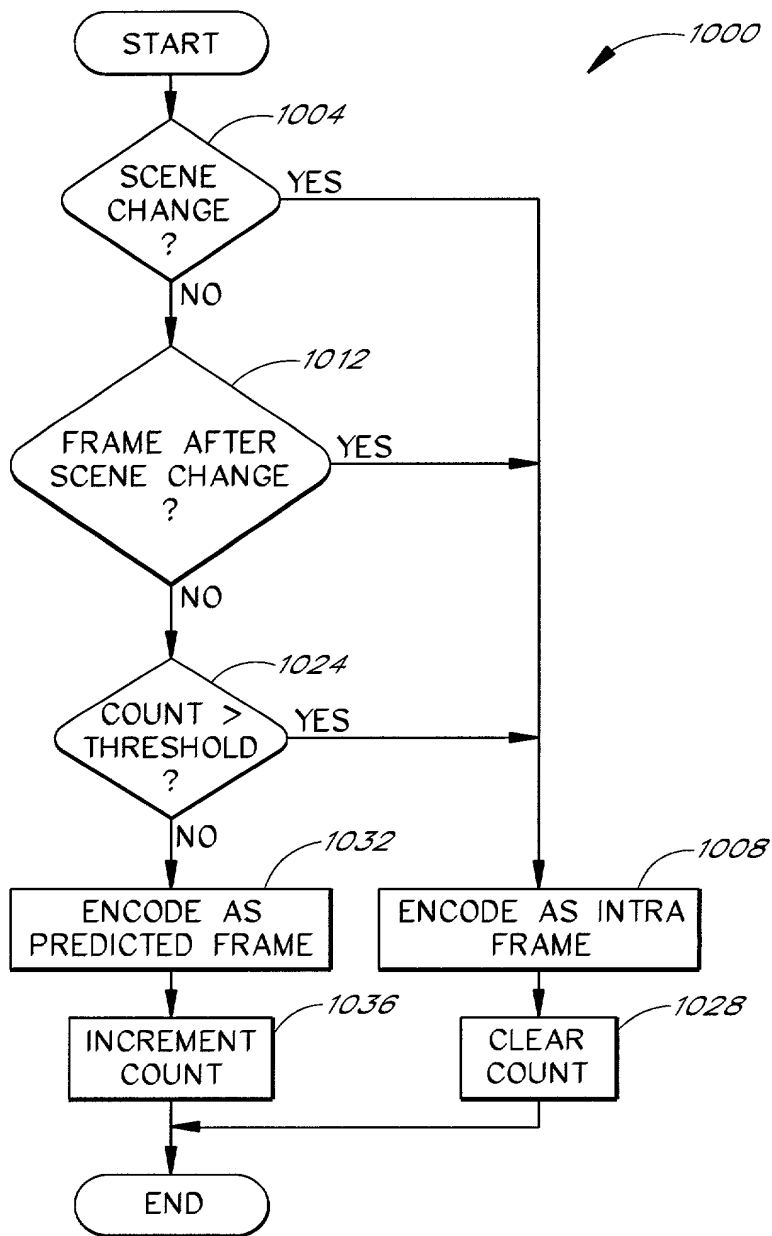 START
1000
1004
SCENE
CHANGE
?
YES
NO
1012
FRAME AFTER
SCENE CHANGE
?
YES
NO
1024
COUNT >
THRESHOLD
?
YES
NO
1032
ENCODE AS
PREDICTED FRAME
1008
ENCODE AS INTRA
FRAME
1036
INCREMENT
COUNT
1028
CLEAR
COUNT
END